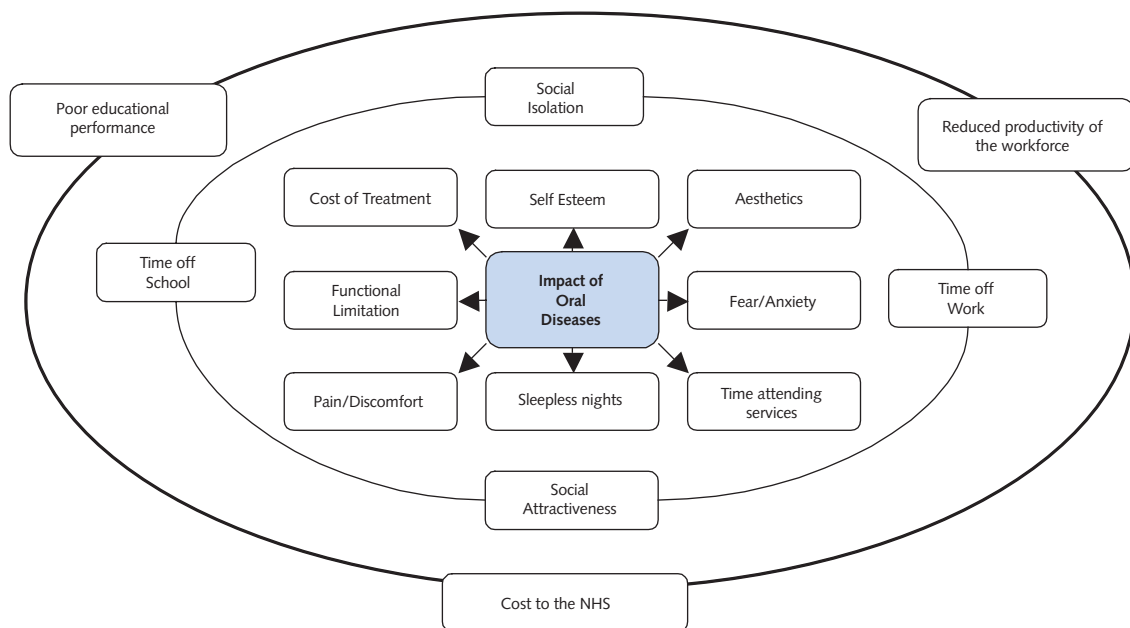 Social
Isolation
Poor educational
performance
Reduced productivity of
the workforce
Cost of Treatment
Self Esteem
Aesthetics
Time off
School
Functional
Limitation
Impact of
Oral
Diseases
Fear/Anxiety
Time off
Work
Pain/Discomfort
Sleepless nights
Time attending
services
Social
Attractiveness
Cost to the NHS